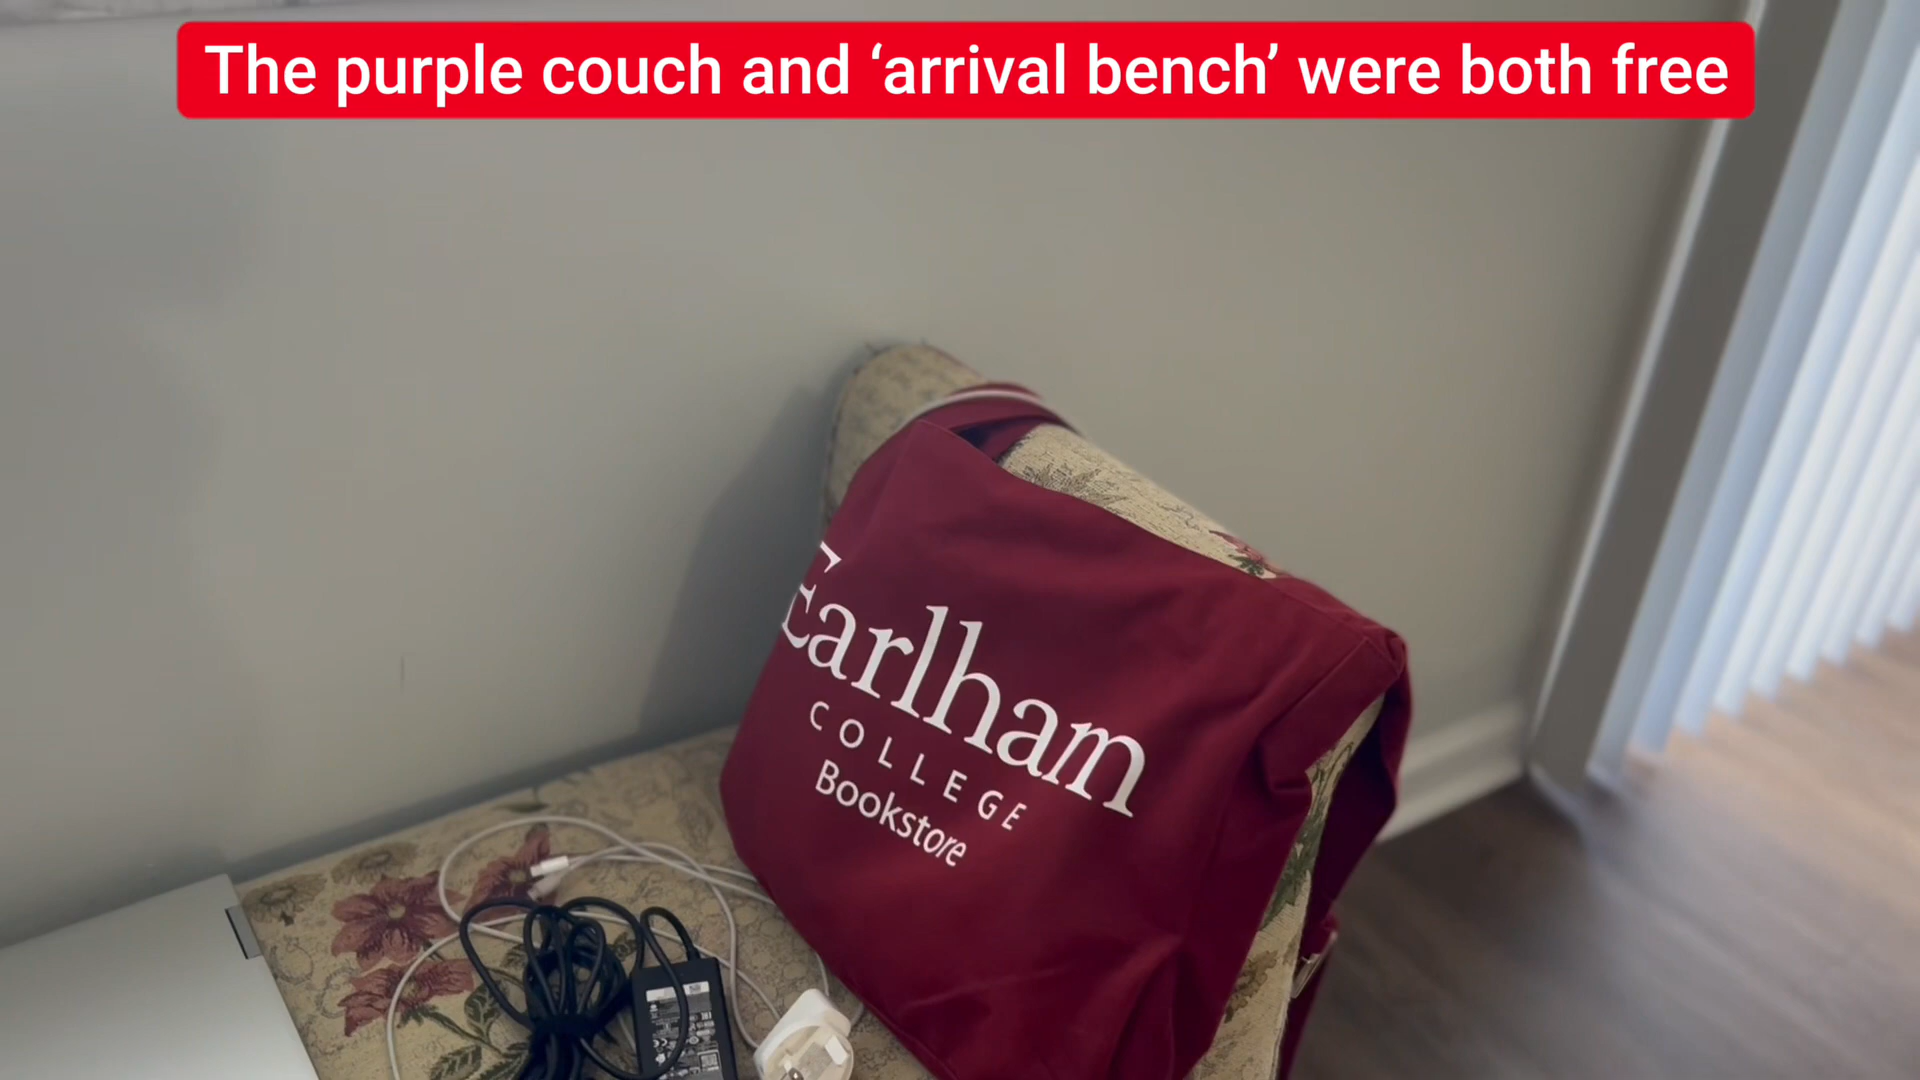 The purple couch and ‘arrival bench’ were both free
Earlham
COLLEGE
Bookstore